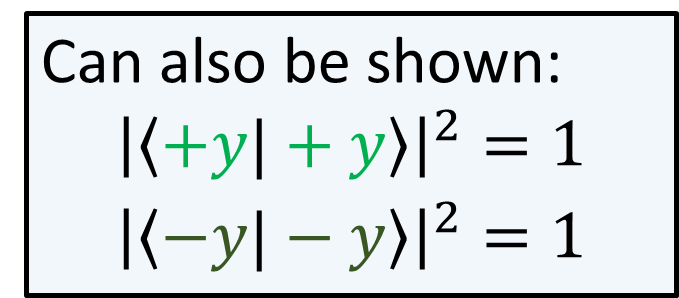 Can also be shown:
|⟨+y| + y⟩|² = 1
|⟨−y| − y⟩|² = 1